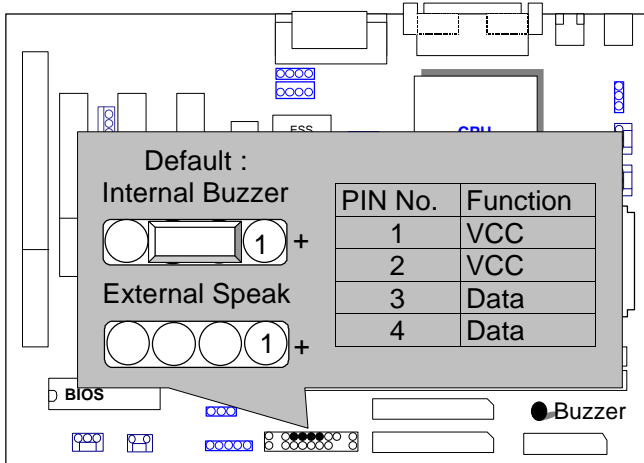 ESS
CPU
Default :
Internal Buzzer
1 +
External Speak
1 +
PIN No. Function
1 VCC
2 VCC
3 Data
4 Data
BIOS
Buzzer